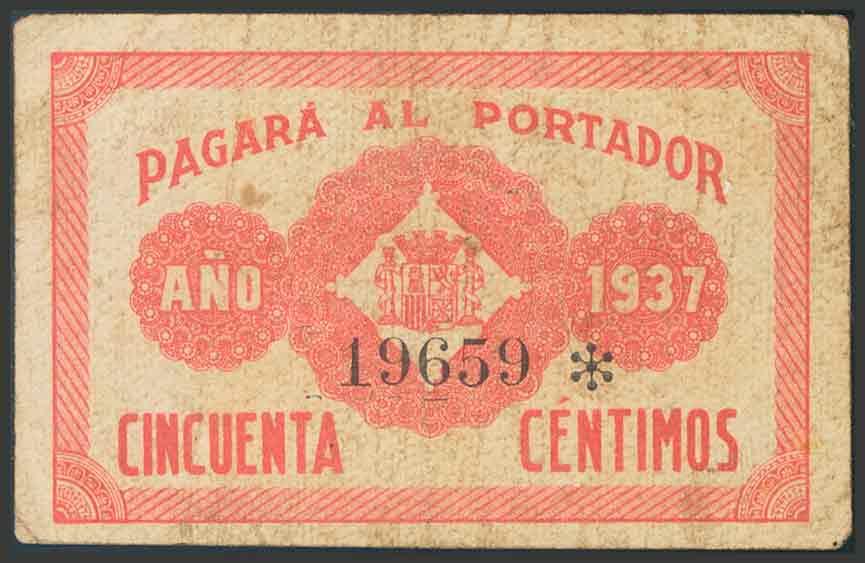 PAGARÁ AL PORTADOR
AÑO 1937
19659 *
CINCUENTA CÉNTIMOS